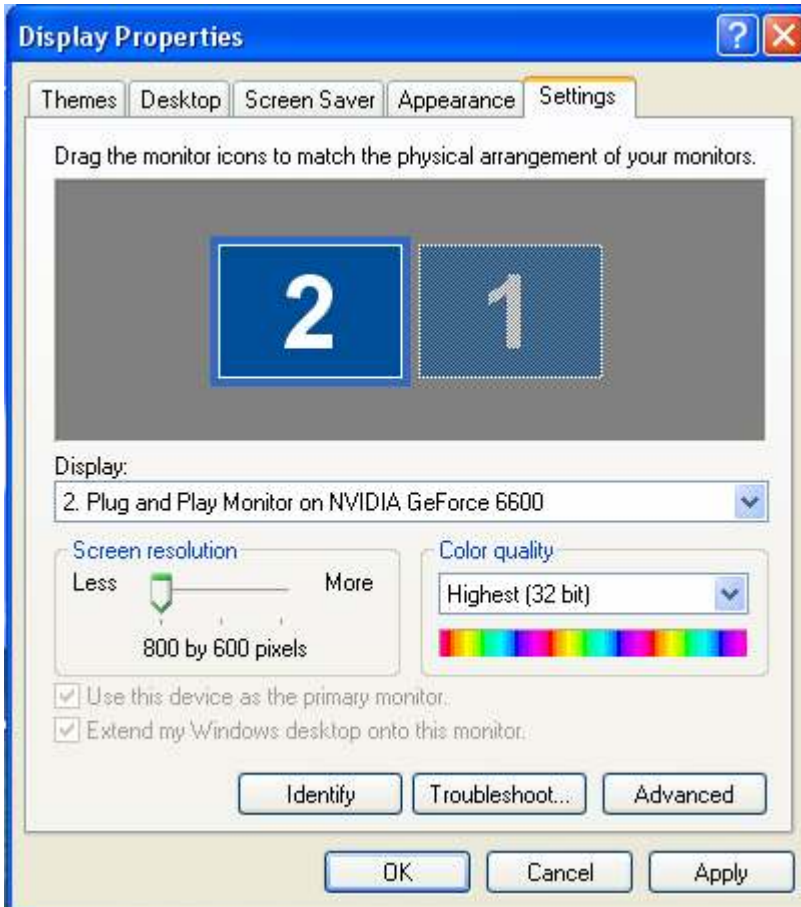 Display Properties
Themes Desktop Screen Saver Appearance Settings
Drag the monitor icons to match the physical arrangement of your monitors.
2 1
Display:
2. Plug and Play Monitor on NVIDIA GeForce 6600
Screen resolution
Less More
800 by 600 pixels
Color quality
Highest (32 bit)
Use this device as the primary monitor.
Extend my Windows desktop onto this monitor.
Identify Troubleshoot... Advanced
OK Cancel Apply